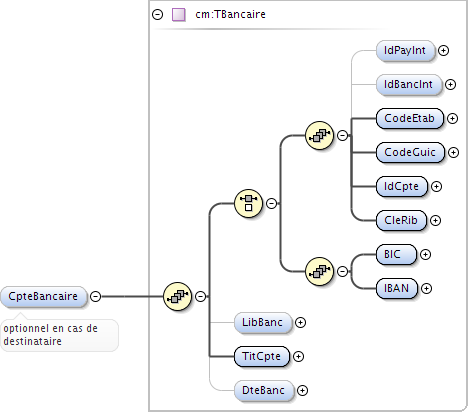 cm:TBancaire
IdPayInt
IdBancInt
CodeEtab
CodeGuic
IdCpte
CleRib
BIC
IBAN
CpteBancaire
optionnel en cas de
destinataire
LibBanc
TitCpte
DteBanc